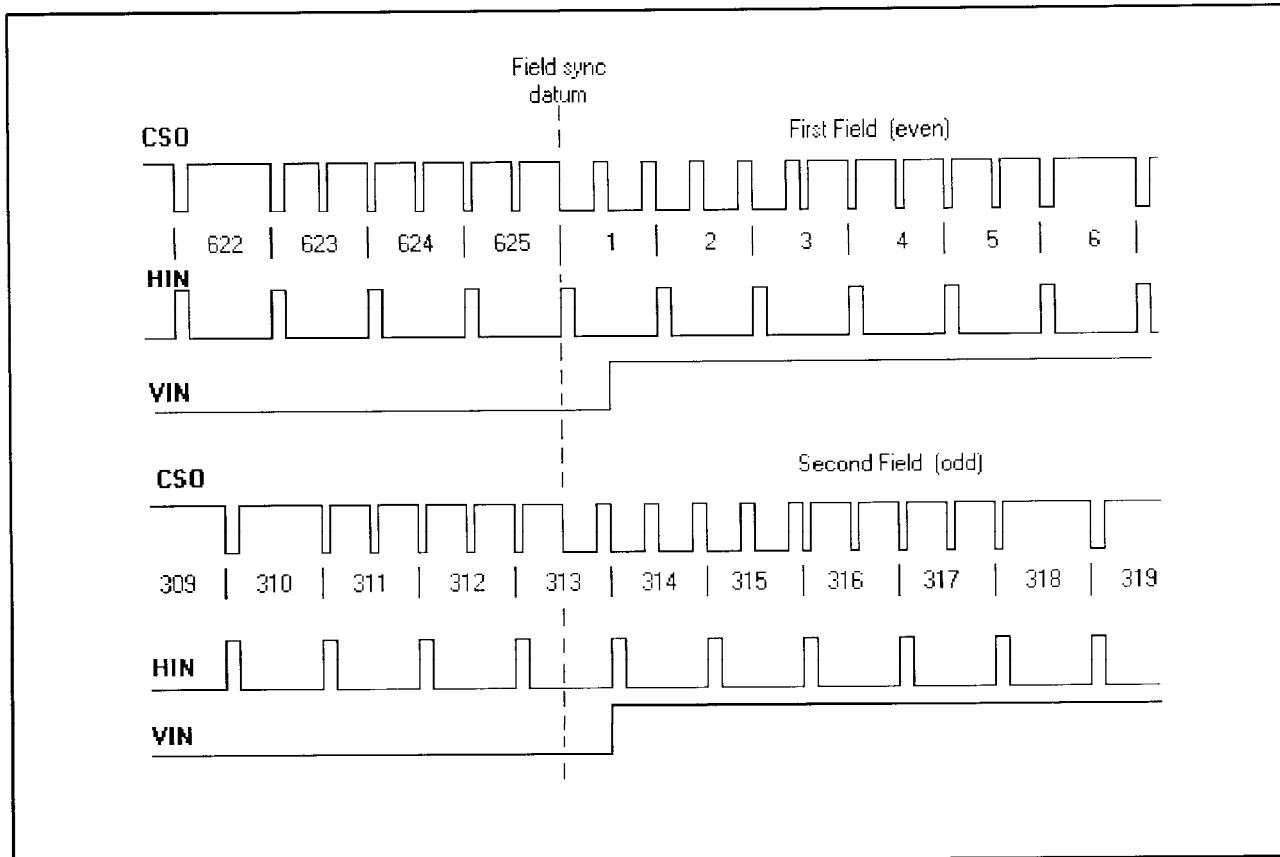 Field sync
datum
CSO
First Field (even)
622 623 624 625 1 2 3 4 5 6
HIN
VIN
CSO
Second Field (odd)
309 310 311 312 313 314 315 316 317 318 319
HIN
VIN